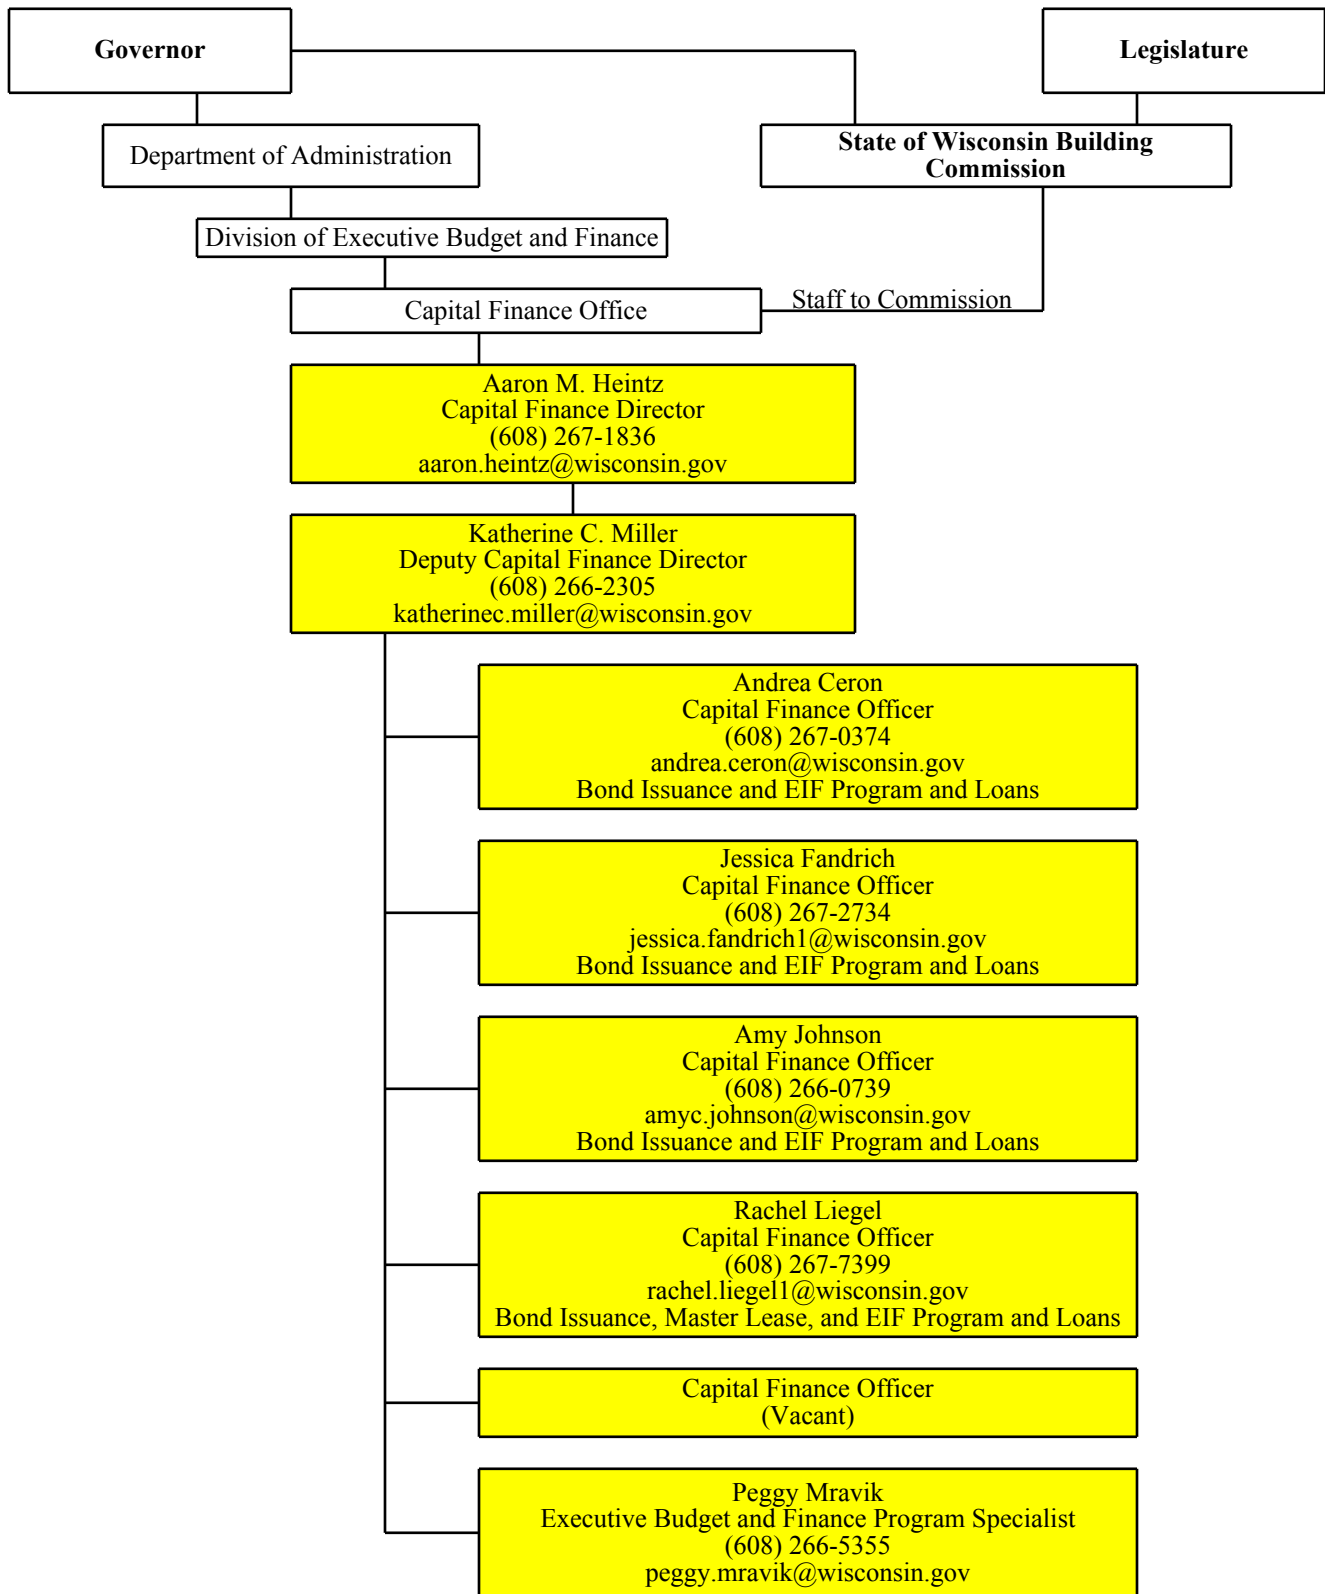 Governor
Legislature
Department of Administration
State of Wisconsin Building
Commission
Division of Executive Budget and Finance
Capital Finance Office
Staff to Commission
Aaron M. Heintz
Capital Finance Director
(608) 267-1836
aaron.heintz@wisconsin.gov
Katherine C. Miller
Deputy Capital Finance Director
(608) 266-2305
katherinec.miller@wisconsin.gov
Andrea Ceron
Capital Finance Officer
(608) 267-0374
andrea.ceron@wisconsin.gov
Bond Issuance and EIF Program and Loans
Jessica Fandrich
Capital Finance Officer
(608) 267-2734
jessica.fandrich1@wisconsin.gov
Bond Issuance and EIF Program and Loans
Amy Johnson
Capital Finance Officer
(608) 266-0739
amyc.johnson@wisconsin.gov
Bond Issuance and EIF Program and Loans
Rachel Liegel
Capital Finance Officer
(608) 267-7399
rachel.liegel1@wisconsin.gov
Bond Issuance, Master Lease, and EIF Program and Loans
Capital Finance Officer
(Vacant)
Peggy Mravik
Executive Budget and Finance Program Specialist
(608) 266-5355
peggy.mravik@wisconsin.gov